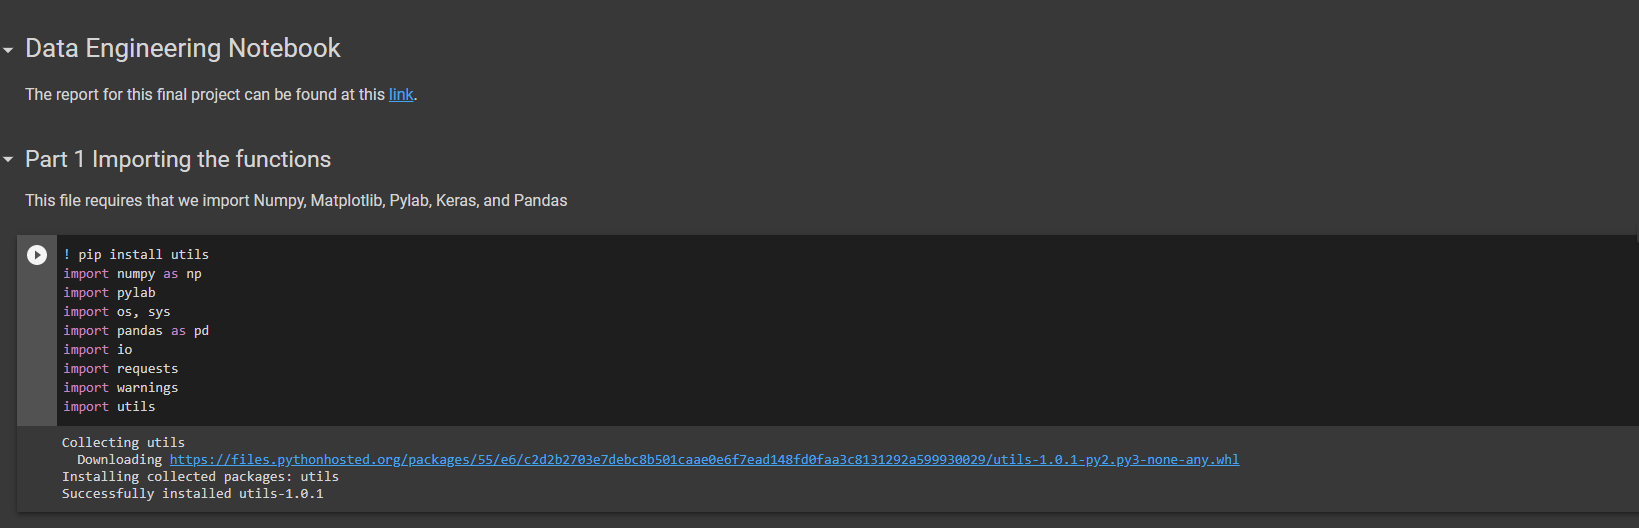 Data Engineering Notebook
The report for this final project can be found at this link.
Part 1 Importing the functions
This file requires that we import Numpy, Matplotlib, Pylab, Keras, and Pandas
! pip install utils
import numpy as np
import pylab
import os, sys
import pandas as pd
import io
import requests
import warnings
import utils
Collecting utils
Downloading https://files.pythonhosted.org/packages/55/e6/c2d2b2703e7debc8b501caae0e6f7ead148fd0faa3c8131292a599930029/utils-1.0.1-py2.py3-none-any.whl
Installing collected packages: utils
Successfully installed utils-1.0.1